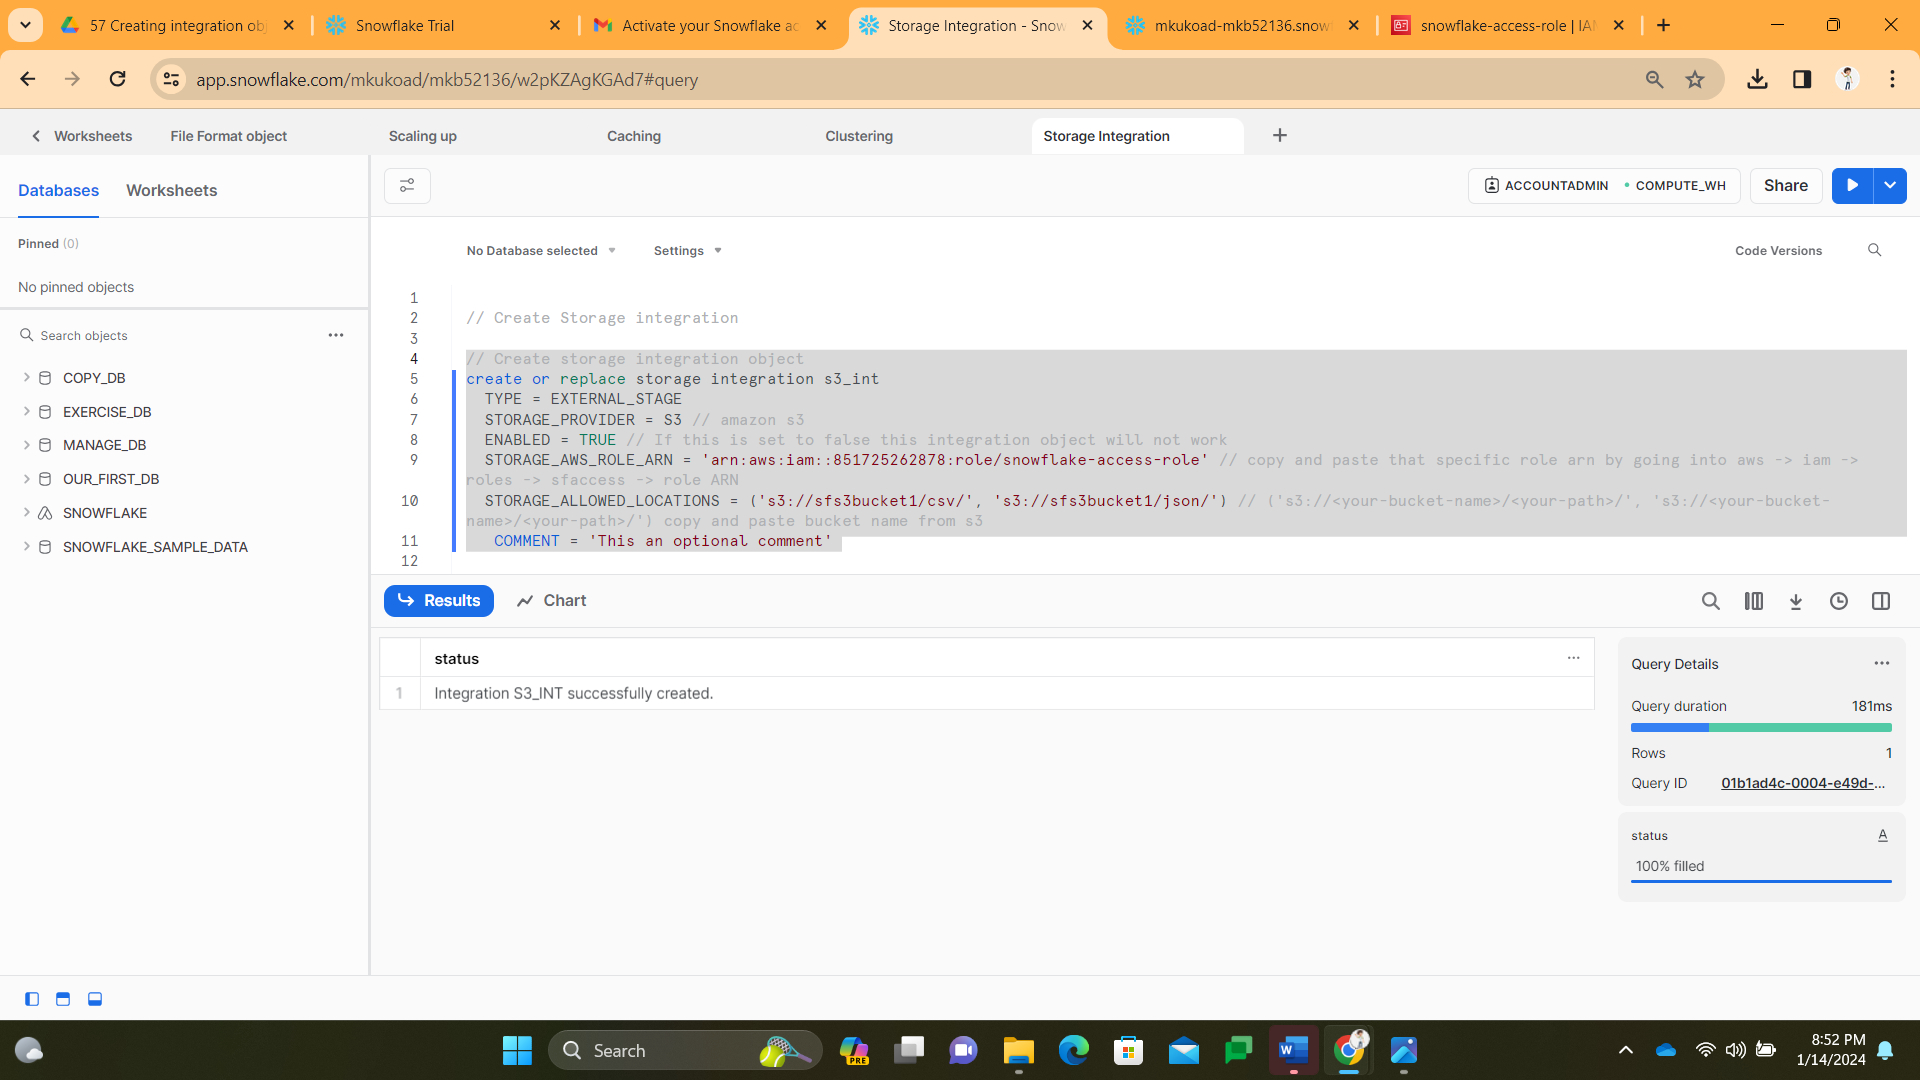 57 Creating integration ob
Snowflake Trial
Activate your Snowflake ac
Storage Integration - Snow
mkukoad-mkb52136.snowf
snowflake-access-role | IAM
app.snowflake.com/mkukoad/mkb52136/w2pKZAgKGAd7#query
Worksheets
File Format object
Scaling up
Caching
Clustering
Storage Integration
Databases
Worksheets
ACCOUNTADMIN
COMPUTE_WH
Share
Pinned (0)
No Database selected
Settings
Code Versions
No pinned objects
Search objects
COPY_DB
EXERCISE_DB
MANAGE_DB
OUR_FIRST_DB
SNOWFLAKE
SNOWFLAKE_SAMPLE_DATA
1
2 // Create Storage integration
3
4 // Create storage integration object
5 create or replace storage integration s3_int
6 TYPE = EXTERNAL_STAGE
7 STORAGE_PROVIDER = S3 // amazon s3
8 ENABLED = TRUE // If this is set to false this integration object will not work
9 STORAGE_AWS_ROLE_ARN = 'arn:aws:iam::851725262878:role/snowflake-access-role' // copy and paste that specific role arn by going into aws -> iam ->
roles -> sfaccess -> role ARN
10 STORAGE_ALLOWED_LOCATIONS = ('s3://sfs3bucket1/csv/', 's3://sfs3bucket1/json/') // ('s3://<your-bucket-name>/<your-path>/', 's3://<your-bucket-
name>/<your-path>/') copy and paste bucket name from s3
11 COMMENT = 'This an optional comment'
12
Results
Chart
status
1 Integration S3_INT successfully created.
Query Details
Query duration 181ms
Rows 1
Query ID 01b1ad4c-0004-e49d-...
status A
100% filled
Search
PRE
8:52 PM
1/14/2024